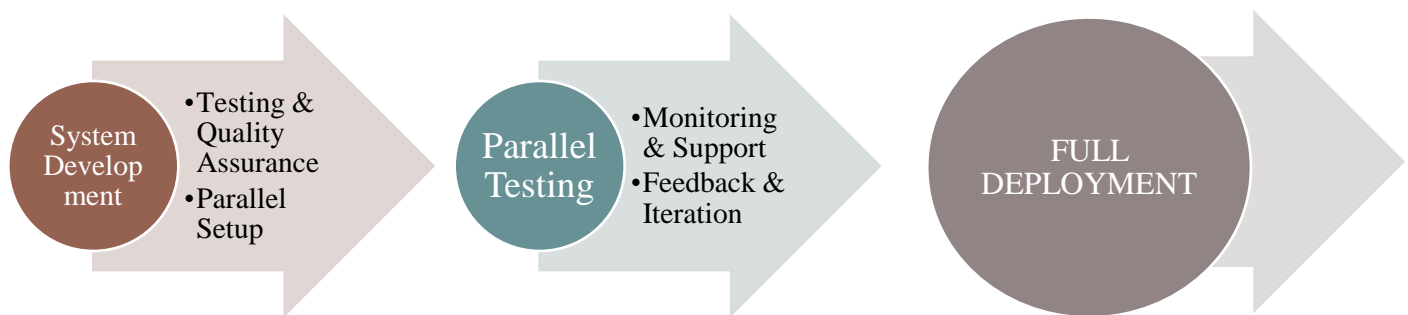 System
Develop
ment
•Testing &
Quality
Assurance
•Parallel
Setup
Parallel
Testing
•Monitoring
& Support
•Feedback &
Iteration
FULL
DEPLOYMENT